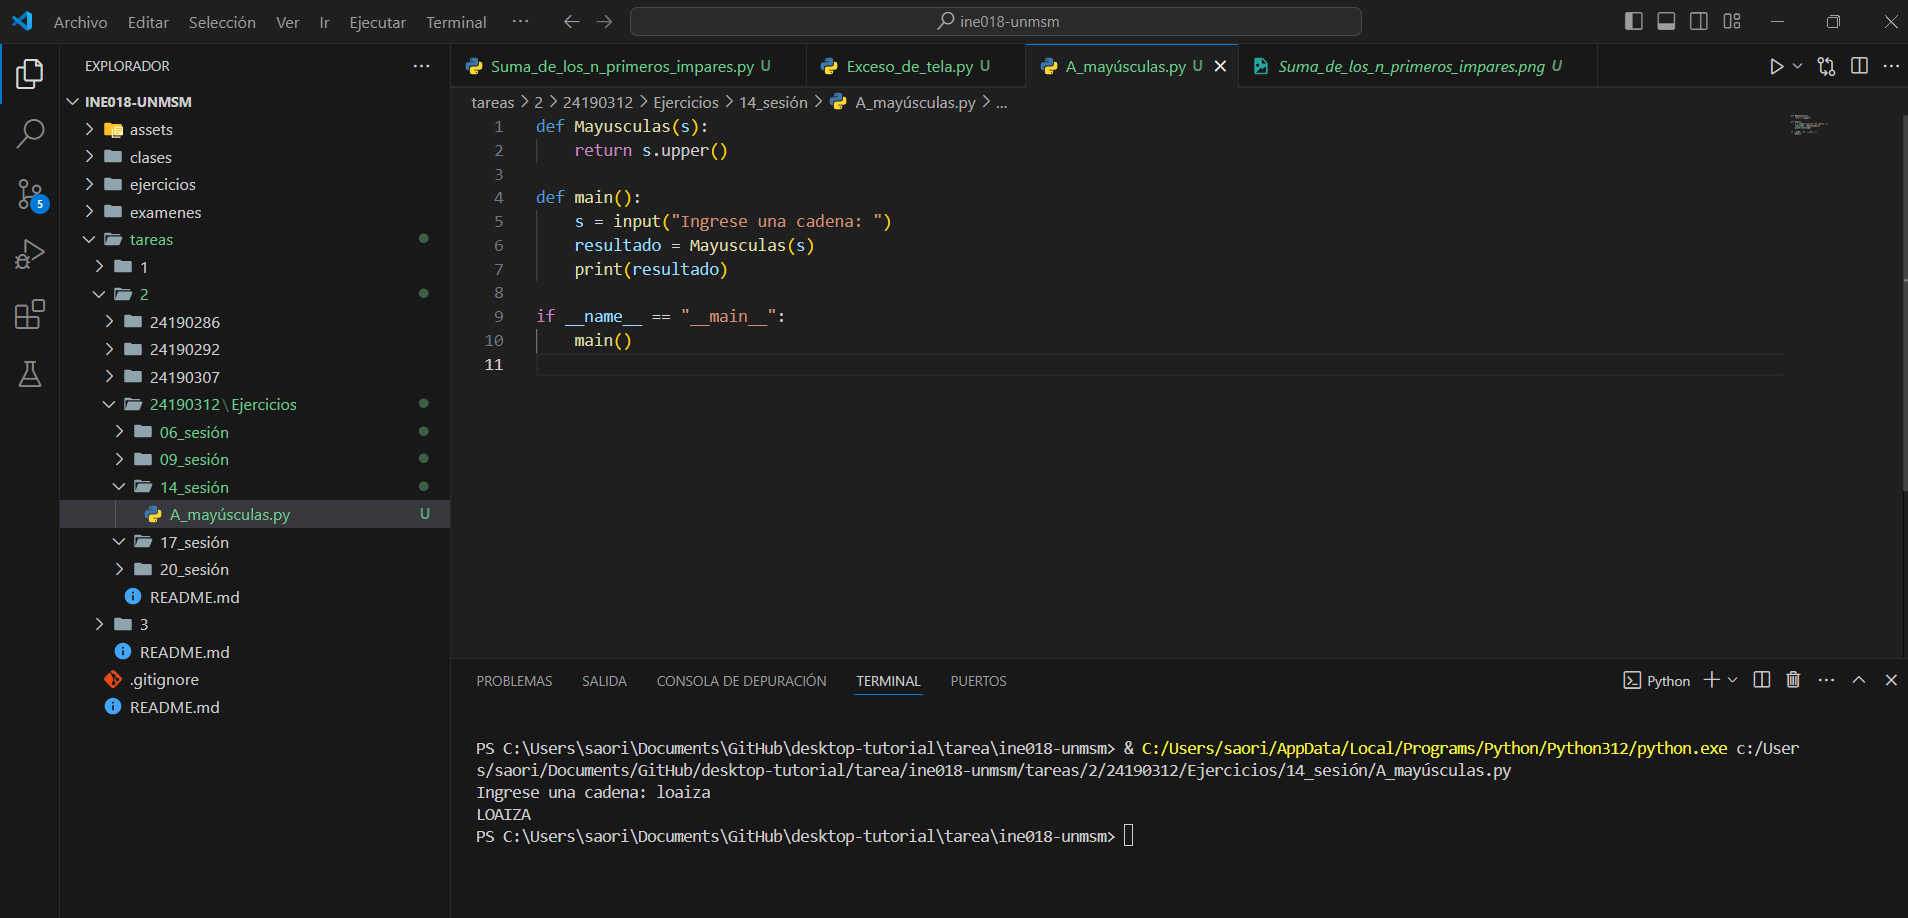 Archivo Editar Selección Ver Ir Ejecutar Terminal ··· ine018-unmsm
EXPLORADOR ···
INE018-UNMSM
assets
clases
ejercicios
examenes
tareas
1
2
24190286
24190292
24190307
24190312\Ejercicios
06_sesión
09_sesión
14_sesión
A_mayúsculas.py U
17_sesión
20_sesión
README.md
3
README.md
.gitignore
README.md
5
Suma_de_los_n_primeros_impares.py U Exceso_de_tela.py U A_mayúsculas.py U Suma_de_los_n_primeros_impares.png U
tareas > 2 > 24190312 > Ejercicios > 14_sesión > A_mayúsculas.py > ...
1 def Mayusculas(s):
2 return s.upper()
3
4 def main():
5 s = input("Ingrese una cadena: ")
6 resultado = Mayusculas(s)
7 print(resultado)
8
9 if __name__ == "__main__":
10 main()
11
PROBLEMAS SALIDA CONSOLA DE DEPURACIÓN TERMINAL PUERTOS Python
PS C:\Users\saori\Documents\GitHub\desktop-tutorial\tarea\ine018-unmsm> & C:/Users/saori/AppData/Local/Programs/Python/Python312/python.exe c:/User
s/saori/Documents/GitHub/desktop-tutorial/tarea/ine018-unmsm/tareas/2/24190312/Ejercicios/14_sesión/A_mayúsculas.py
Ingrese una cadena: loaiza
LOAIZA
PS C:\Users\saori\Documents\GitHub\desktop-tutorial\tarea\ine018-unmsm>